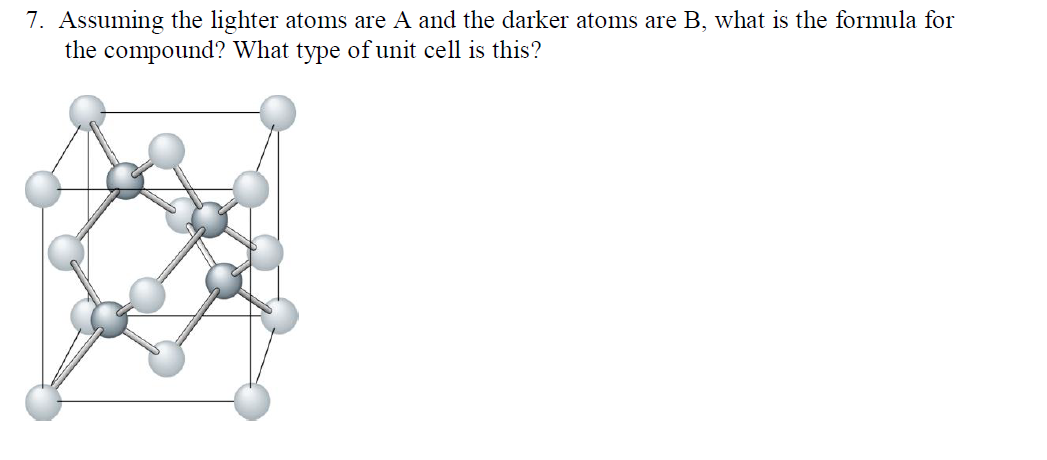 7. Assuming the lighter atoms are A and the darker atoms are B, what is the formula for
the compound? What type of unit cell is this?